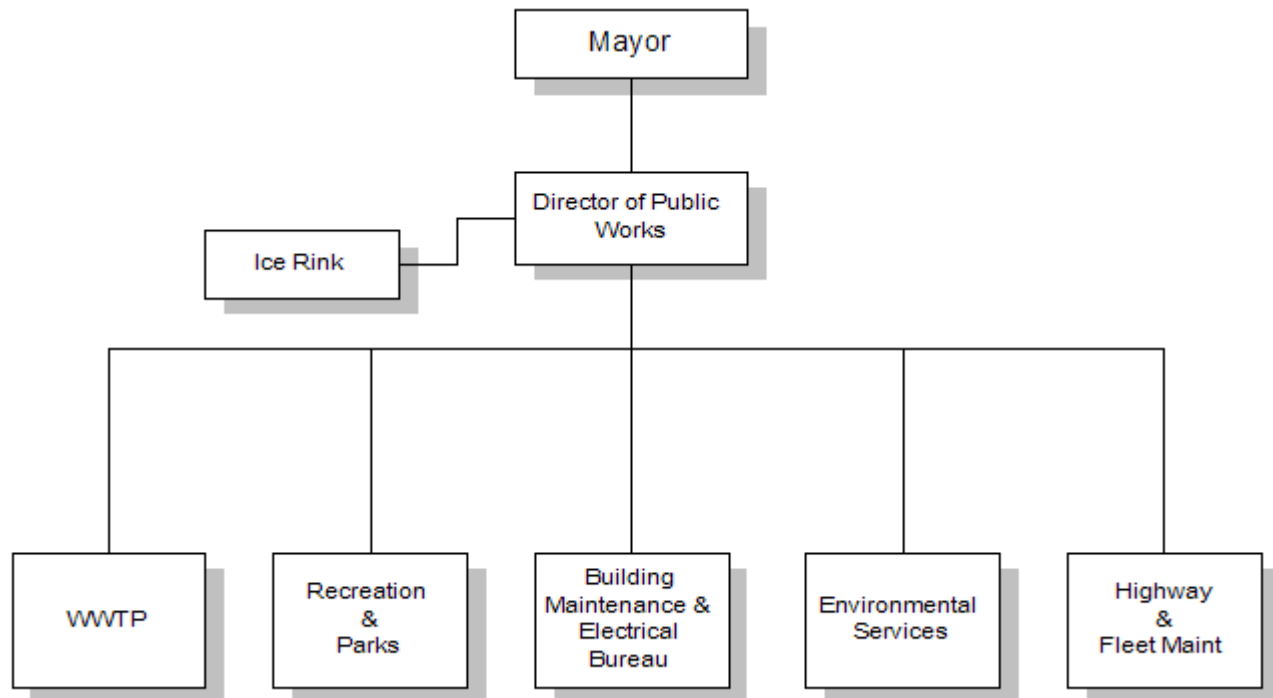 Mayor
Director of Public
Works
Ice Rink
WWTP
Recreation
&
Parks
Building
Maintenance &
Electrical
Bureau
Environmental
Services
Highway
&
Fleet Maint